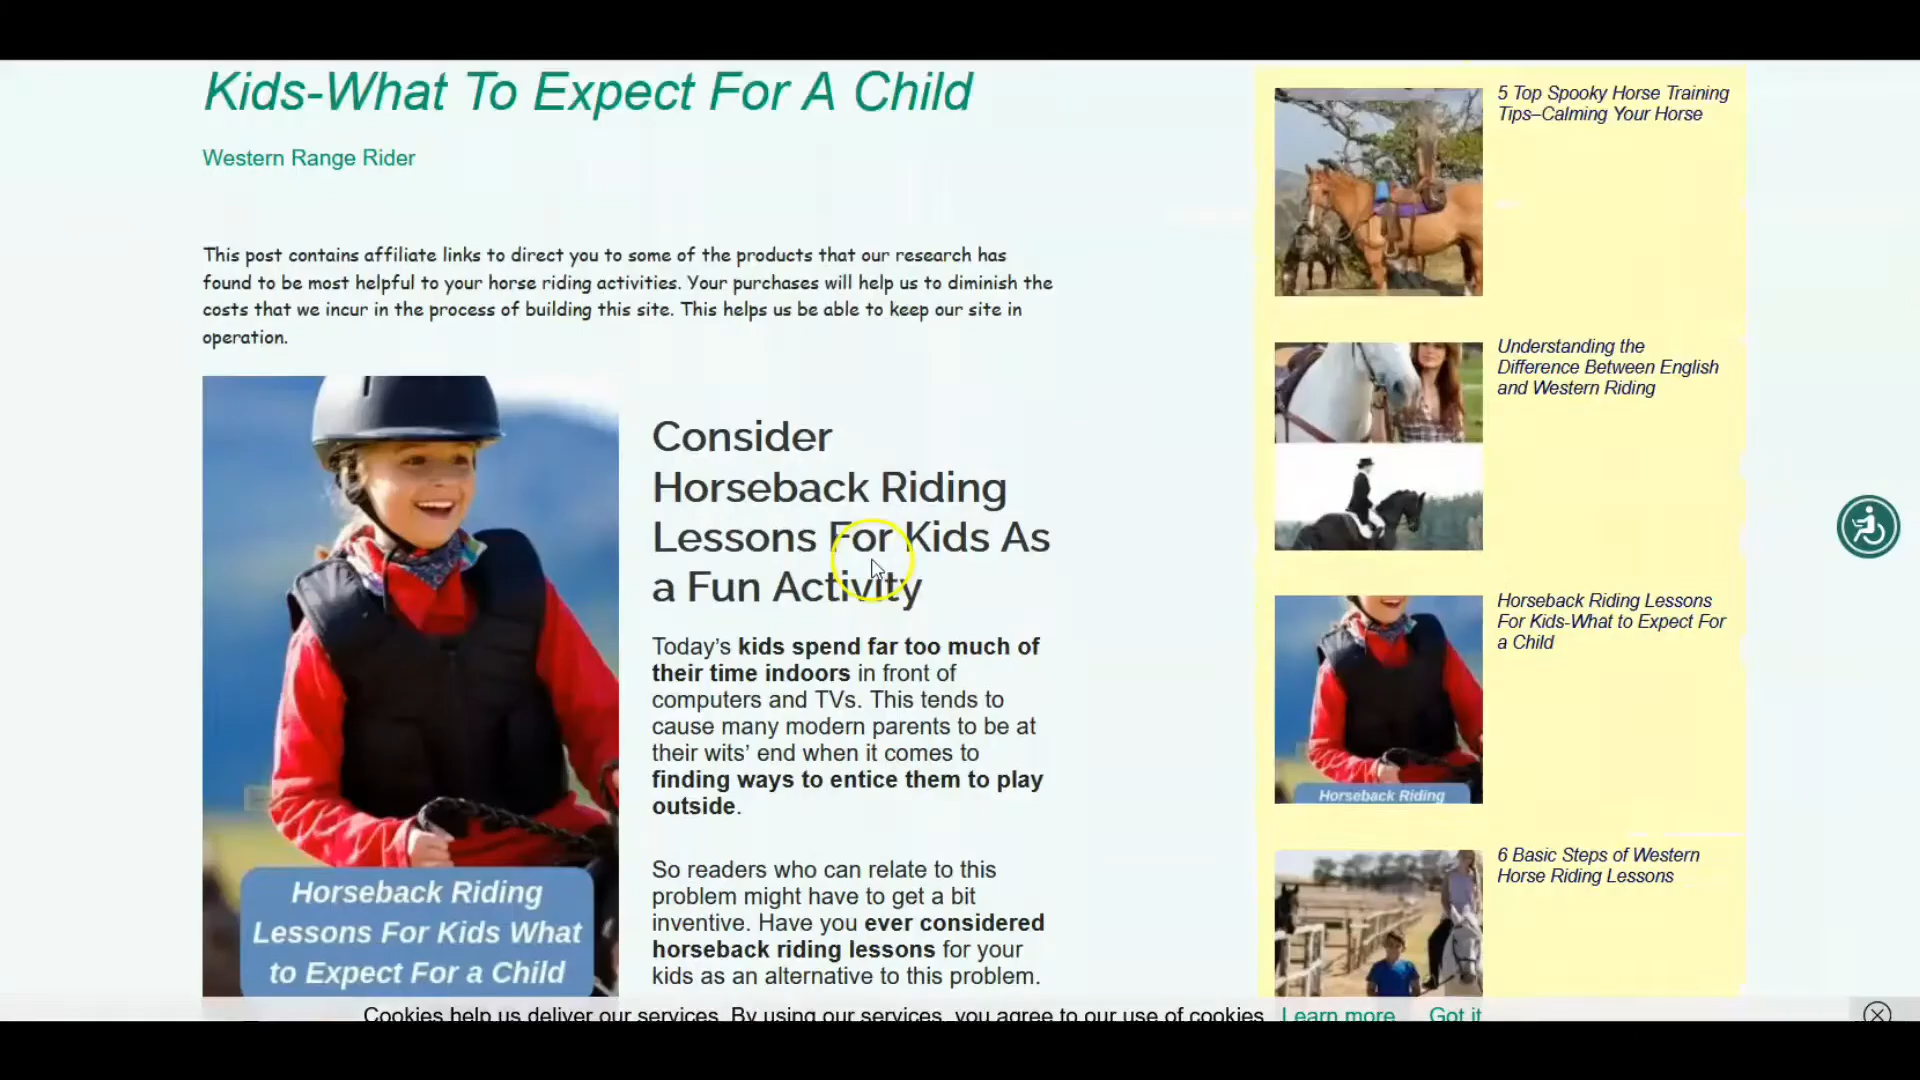 Kids-What To Expect For A Child
Western Range Rider
This post contains affiliate links to direct you to some of the products that our research has
found to be most helpful to your horse riding activities. Your purchases will help us to diminish the
costs that we incur in the process of building this site. This helps us be able to keep our site in
operation.
Consider
Horseback Riding
Lessons For Kids As
a Fun Activity
Today's kids spend far too much of
their time indoors in front of
computers and TVs. This tends to
cause many modern parents to be at
their wits' end when it comes to
finding ways to entice them to play
outside.
So readers who can relate to this
problem might have to get a bit
inventive. Have you ever considered
horseback riding lessons for your
kids as an alternative to this problem.
Horseback Riding
Lessons For Kids What
to Expect For a Child
5 Top Spooky Horse Training
Tips–Calming Your Horse
Understanding the
Difference Between English
and Western Riding
Horseback Riding Lessons
For Kids-What to Expect For
a Child
Horseback Riding
6 Basic Steps of Western
Horse Riding Lessons
Cookies help us deliver our services. By using our services, you agree to our use of cookies. Learn more Got it